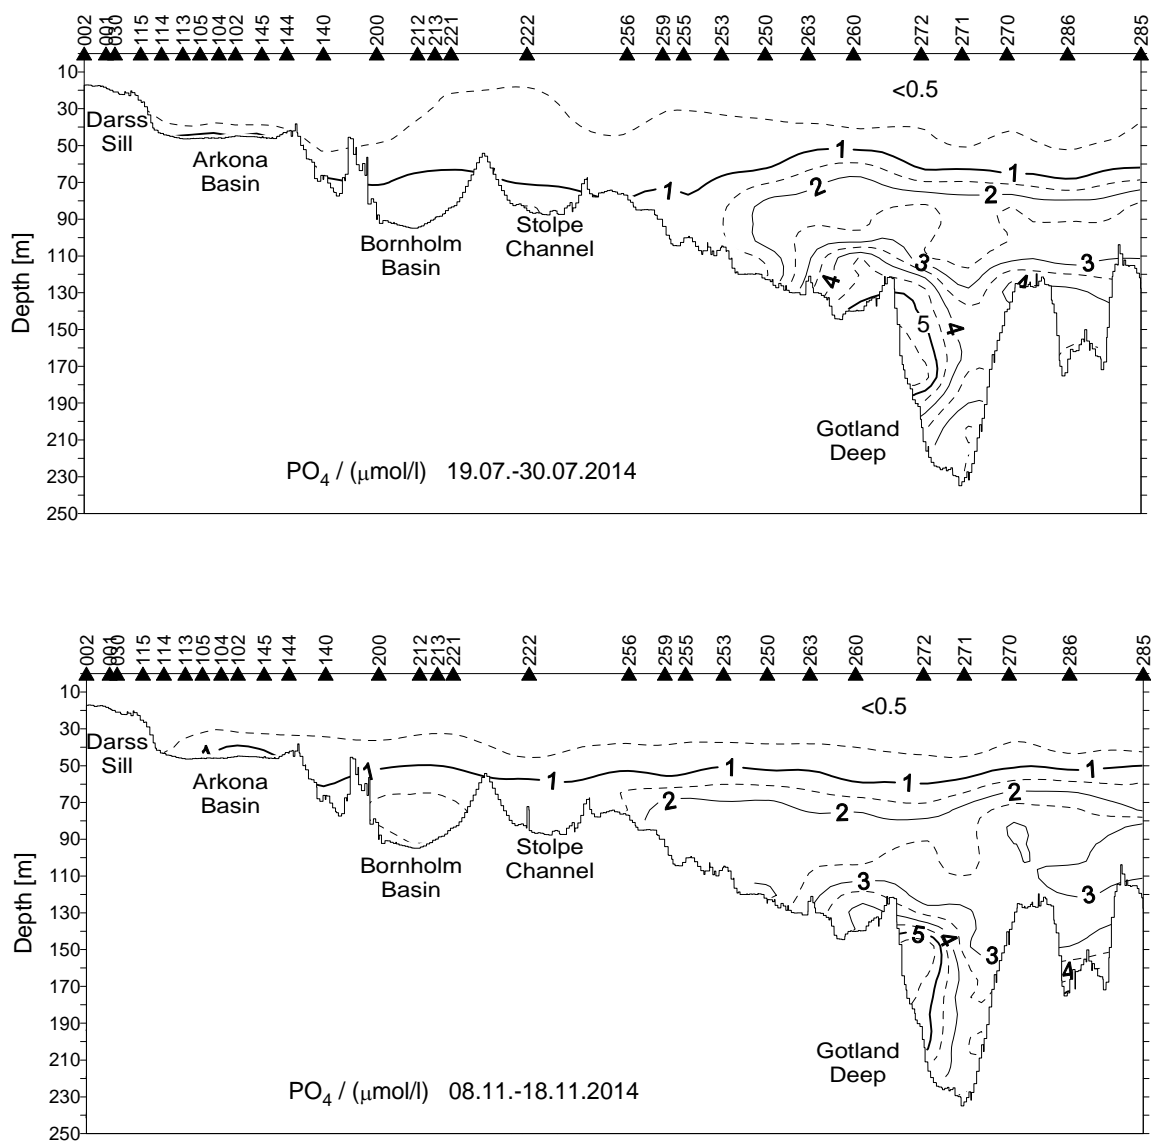 002 001 030 115 114 113 105 104 102 145 144 140 200 212 213 221 222 256 259 255 253 250 263 260 272 271 270 286 285
10
<0.5
30
Darss
Sill
50
1
1
Arkona
Basin
70
1
2
2
90
Stolpe
Channel
Bornholm
Basin
110
3
3
130
4
4
150
5
4
Depth [m]
170
190
210
Gotland
Deep
230
PO4 / (μmol/l) 19.07.-30.07.2014
250
002 001 030 115 114 113 105 104 102 145 144 140 200 212 213 221 222 256 259 255 253 250 263 260 272 271 270 286 285
10
<0.5
30
Darss
Sill
50
1
1
1
1
1
Arkona
Basin
70
2
2
2
90
Stolpe
Channel
Bornholm
Basin
110
3
3
130
5
4
150
3
4
Depth [m]
170
190
210
Gotland
Deep
230
PO4 / (μmol/l) 08.11.-18.11.2014
250